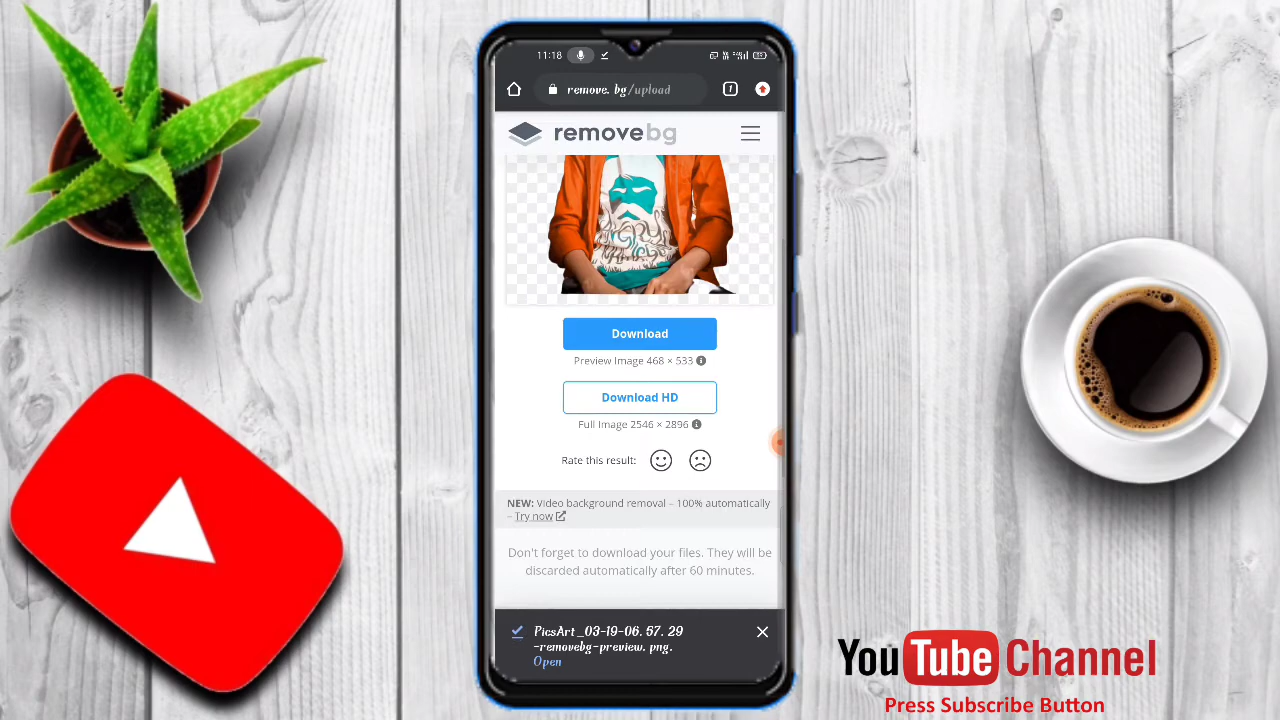 11:18
remove. bg/upload
1
removebg
Download
Preview Image 468 × 533
Download HD
Full Image 2546 × 2896
Rate this result:
NEW: Video background removal – 100% automatically
– Try now
Don't forget to download your files. They will be
discarded automatically after 60 minutes.
PicsArt_03-19-06. 57. 29
-removebg-preview. png.
Open
YouTube Channel
Press Subscribe Button